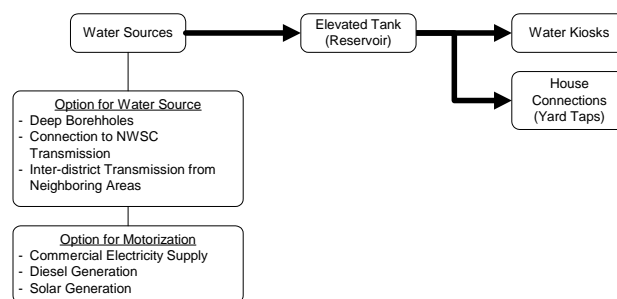 Water Sources
Elevated Tank
(Reservoir)
Water Kiosks
House
Connections
(Yard Taps)
Option for Water Source
- Deep Borehholes
- Connection to NWSC
Transmission
- Inter-district Transmission from
Neighboring Areas
Option for Motorization
- Commercial Electricity Supply
- Diesel Generation
- Solar Generation